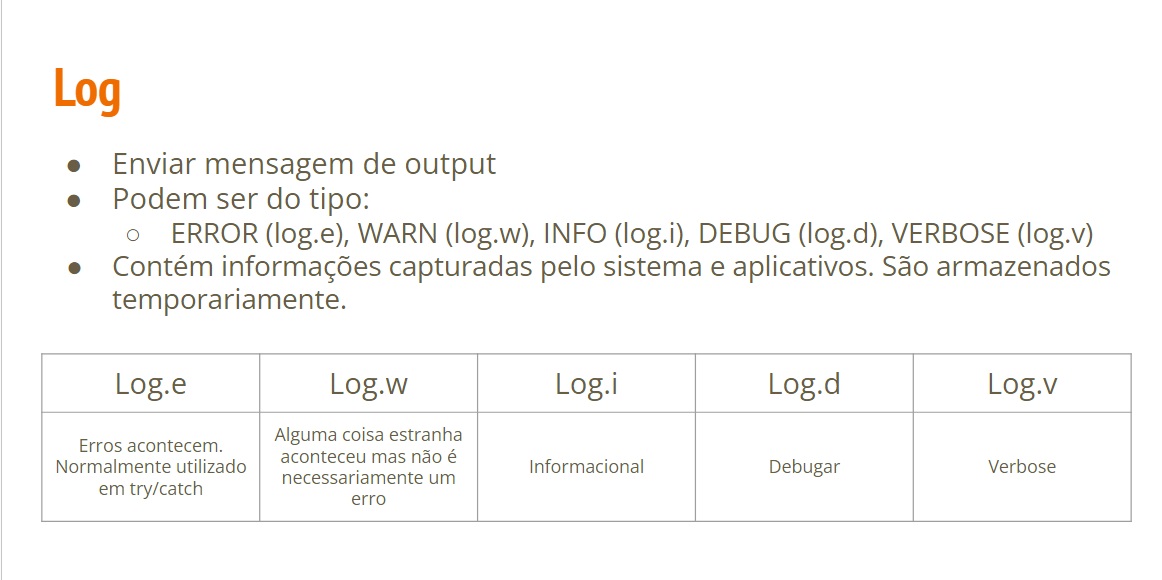 Log
● Enviar mensagem de output
● Podem ser do tipo:
○ ERROR (log.e), WARN (log.w), INFO (log.i), DEBUG (log.d), VERBOSE (log.v)
● Contém informações capturadas pelo sistema e aplicativos. São armazenados
temporariamente.
Log.e
Log.w
Log.i
Log.d
Log.v
Erros acontecem.
Normalmente utilizado
em try/catch
Alguma coisa estranha
aconteceu mas não é
necessariamente um
erro
Informacional
Debugar
Verbose